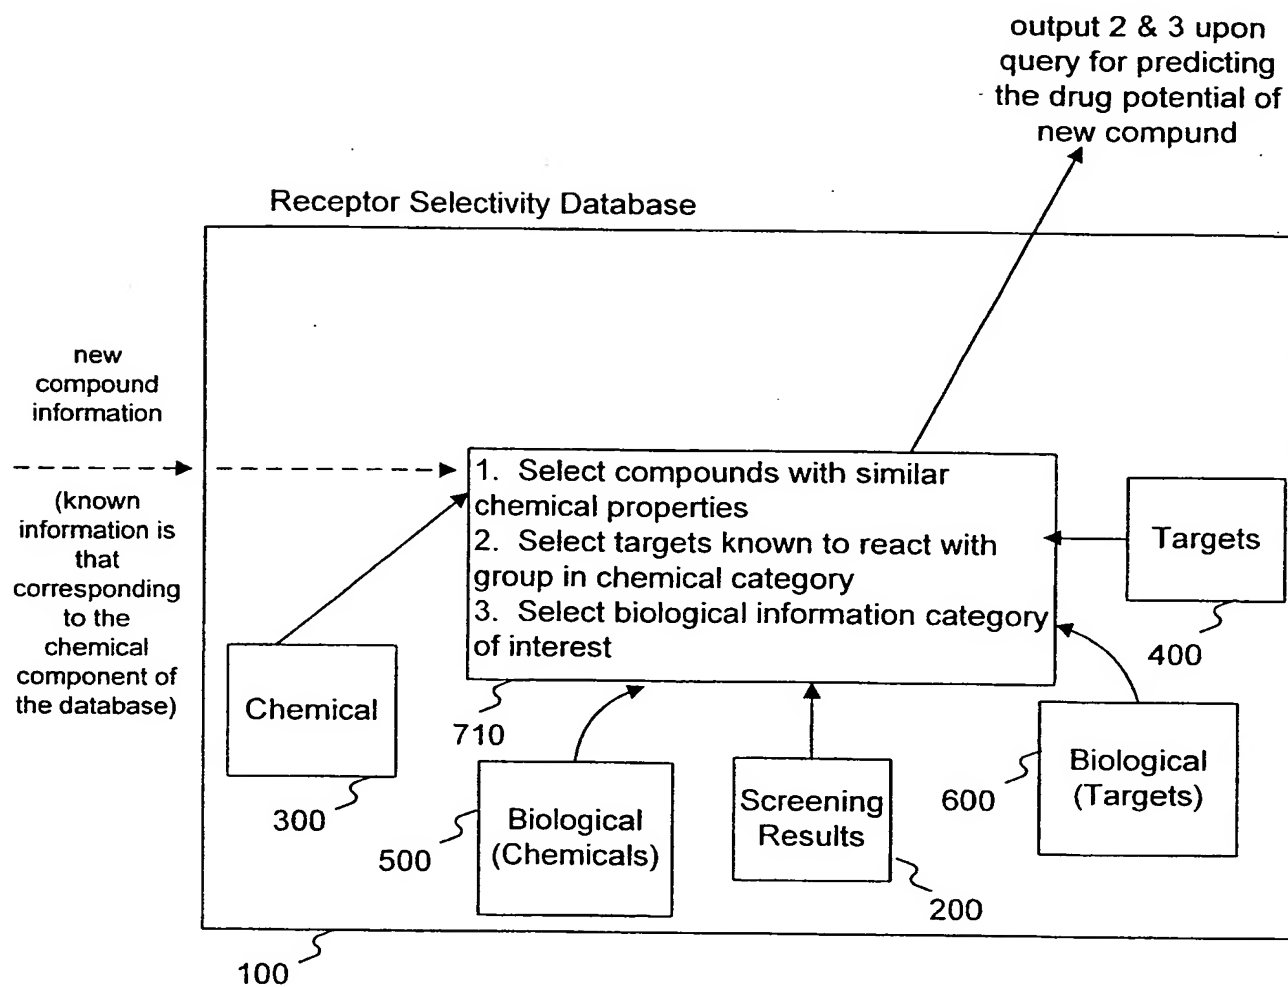 output 2 & 3 upon
query for predicting
the drug potential of
new compund
Receptor Selectivity Database
new
compound
information
(known
information is
that
corresponding
to the
chemical
component of
the database)
1. Select compounds with similar
chemical properties
2. Select targets known to react with
group in chemical category
3. Select biological information category
of interest
710
Targets
400
Chemical
300
Biological
(Chemicals)
500
Screening
Results
200
Biological
(Targets)
600
100